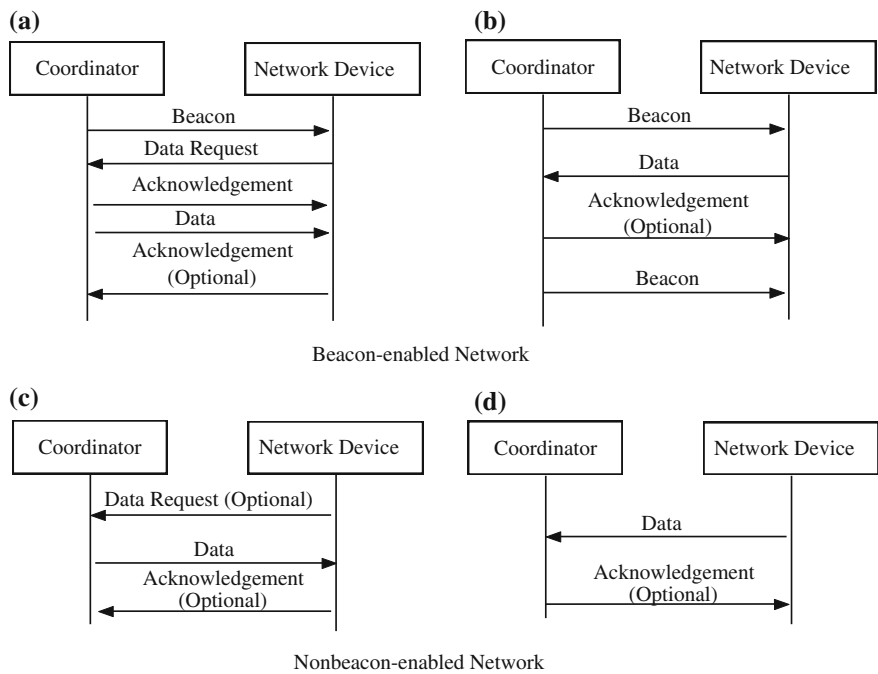 (a)
Coordinator
Network Device
Beacon
Data Request
Acknowledgement
Data
Acknowledgement
(Optional)
(b)
Coordinator
Network Device
Beacon
Data
Acknowledgement
(Optional)
Beacon
Beacon-enabled Network
(c)
Coordinator
Network Device
Data Request (Optional)
Data
Acknowledgement
(Optional)
(d)
Coordinator
Network Device
Data
Acknowledgement
(Optional)
Nonbeacon-enabled Network